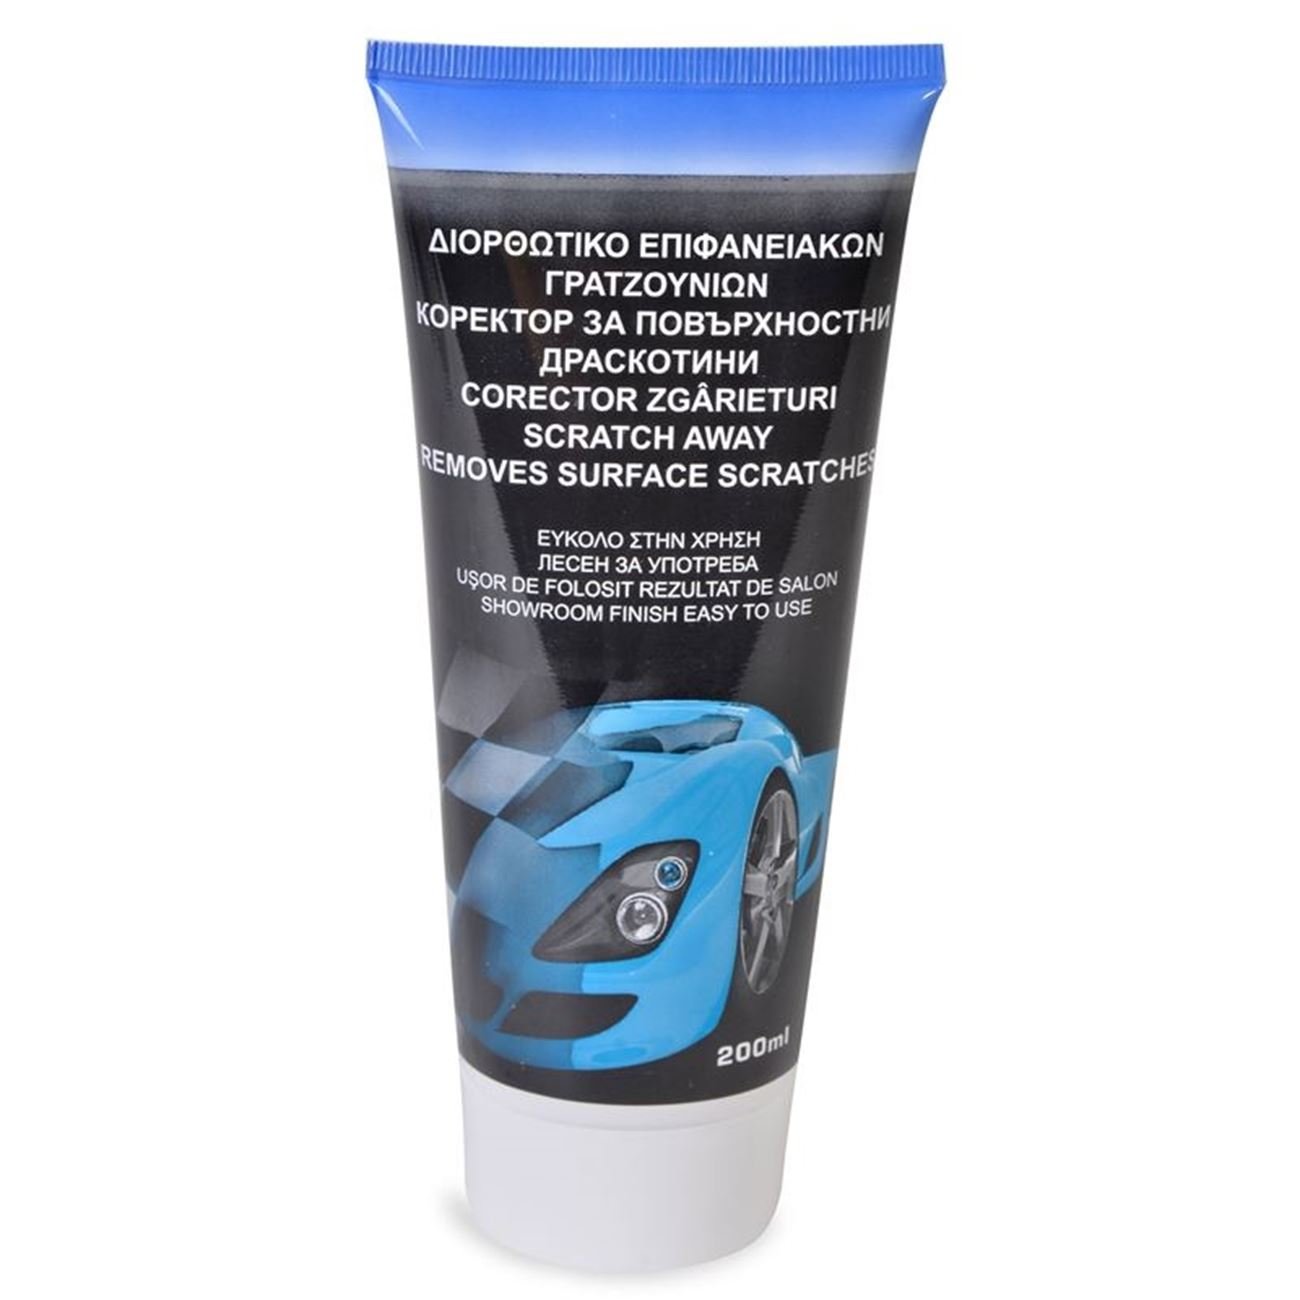 ΔΙΟΡΘΩΤΙΚΟ ΕΠΙΦΑΝΕΙΑΚΩΝ
ΓΡΑΤΖΟΥΝΙΩΝ
КОРЕКТОР ЗА ПОВЪРХНОСТНИ
ДРАСКОТИНИ
CORECTOR ZGÂRIETURI
SCRATCH AWAY
REMOVES SURFACE SCRATCHES
ΕΥΚΟΛΟ ΣΤΗΝ ΧΡΗΣΗ
ЛЕСЕН ЗА УПОТРЕБА
UŞOR DE FOLOSIT REZULTAT DE SALON
SHOWROOM FINISH EASY TO USE
200ml